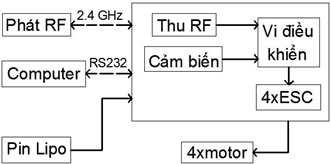 Phát RF
2.4 GHz
Thu RF
Vi điều
khiển
Computer
RS232
Cảm biến
4xESC
Pin Lipo
4xmotor